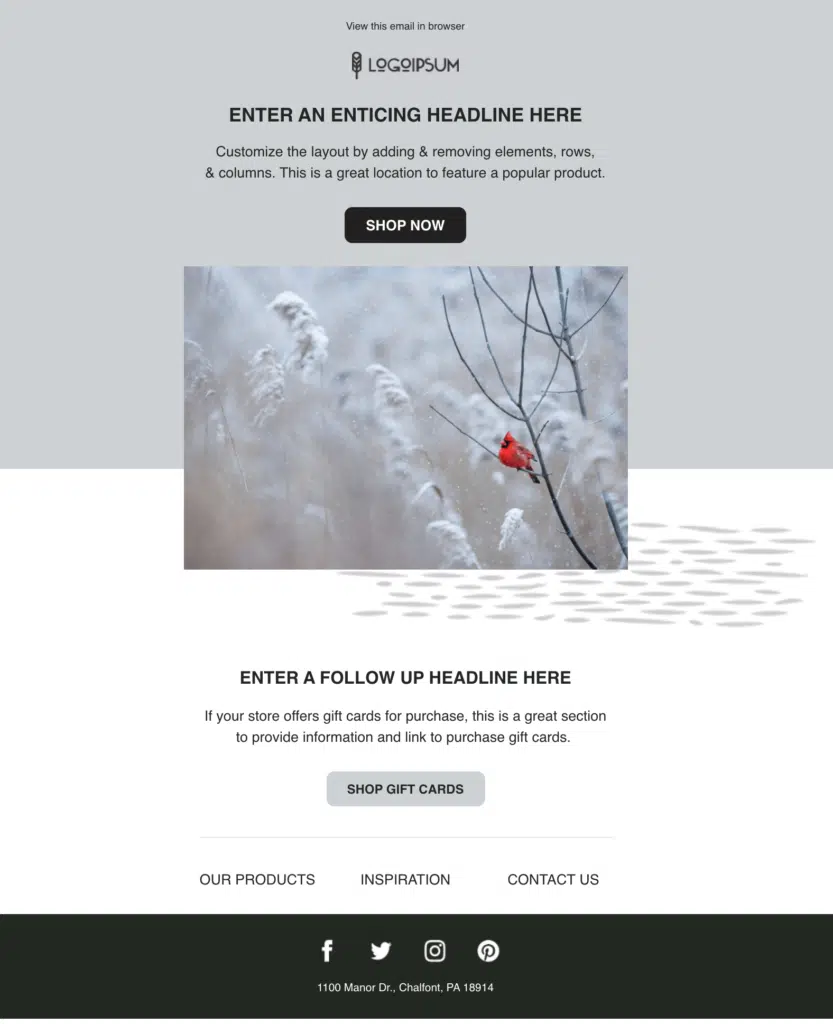 View this email in browser
LOGOIPSUM
ENTER AN ENTICING HEADLINE HERE
Customize the layout by adding & removing elements, rows,
& columns. This is a great location to feature a popular product.
SHOP NOW
ENTER A FOLLOW UP HEADLINE HERE
If your store offers gift cards for purchase, this is a great section
to provide information and link to purchase gift cards.
SHOP GIFT CARDS
OUR PRODUCTS INSPIRATION CONTACT US
1100 Manor Dr., Chalfont, PA 18914